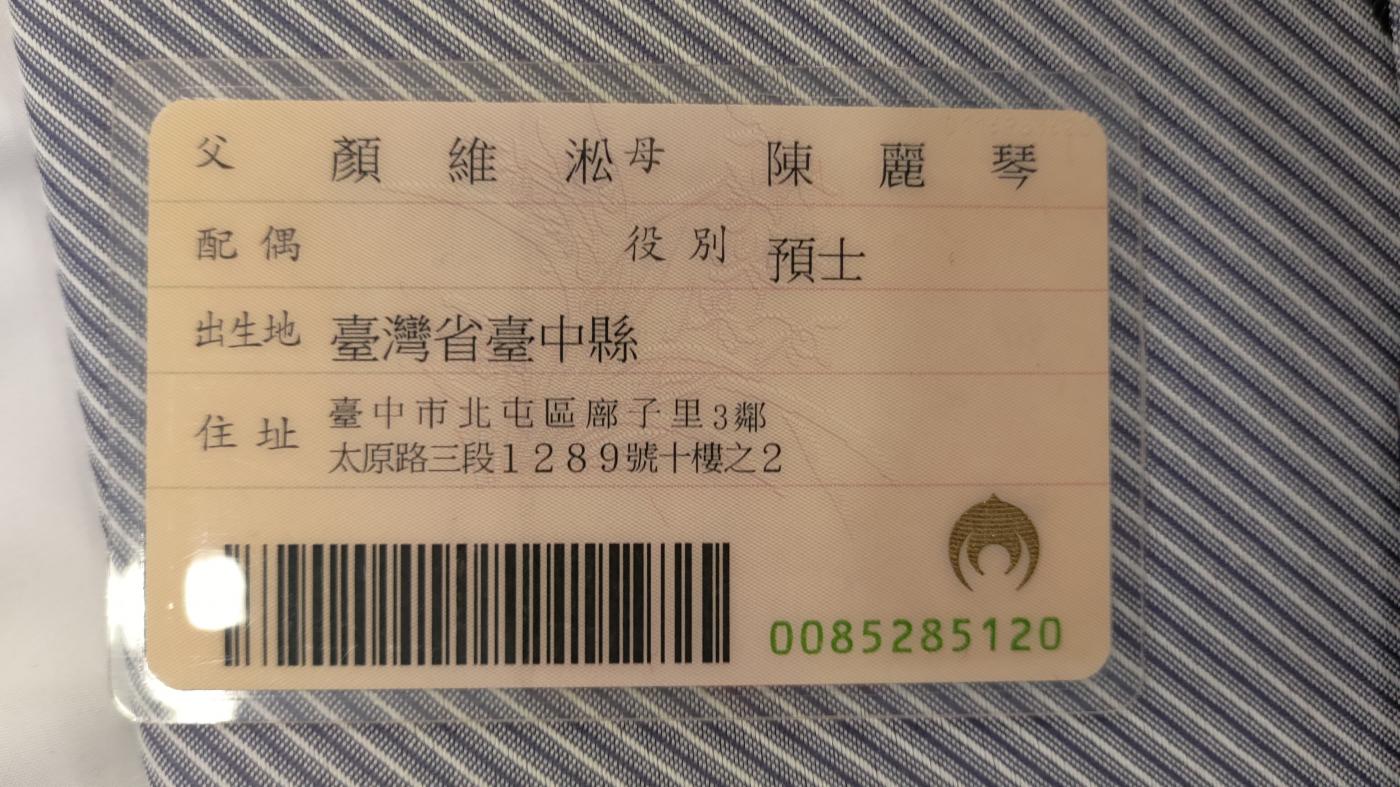 父 顏維淞 母 陳麗琴
配偶 役別 預士
出生地 臺灣省臺中縣
住址 臺中市北屯區廍子里3鄰
太原路三段1289號十樓之2
0085285120